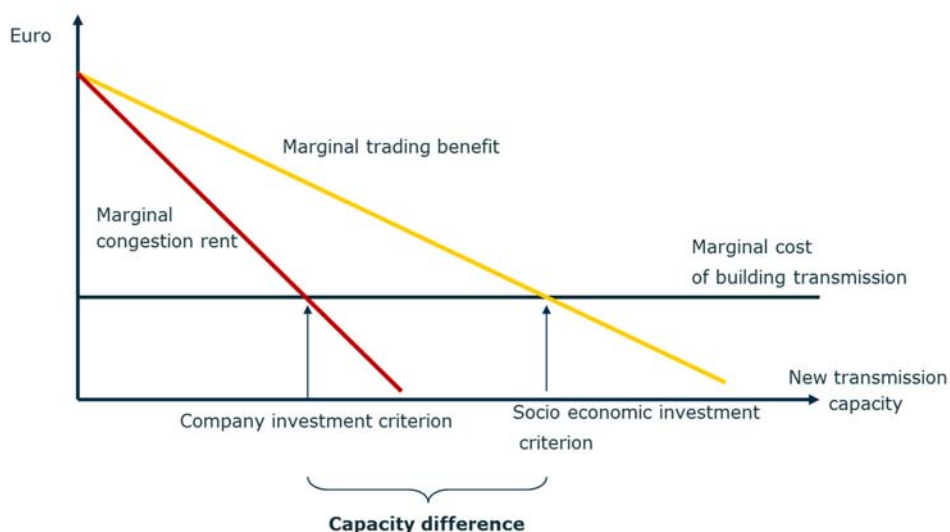 Euro
Marginal trading benefit
Marginal
congestion rent
Marginal cost
of building transmission
New transmission
capacity
Company investment criterion
Socio economic investment
criterion
Capacity difference